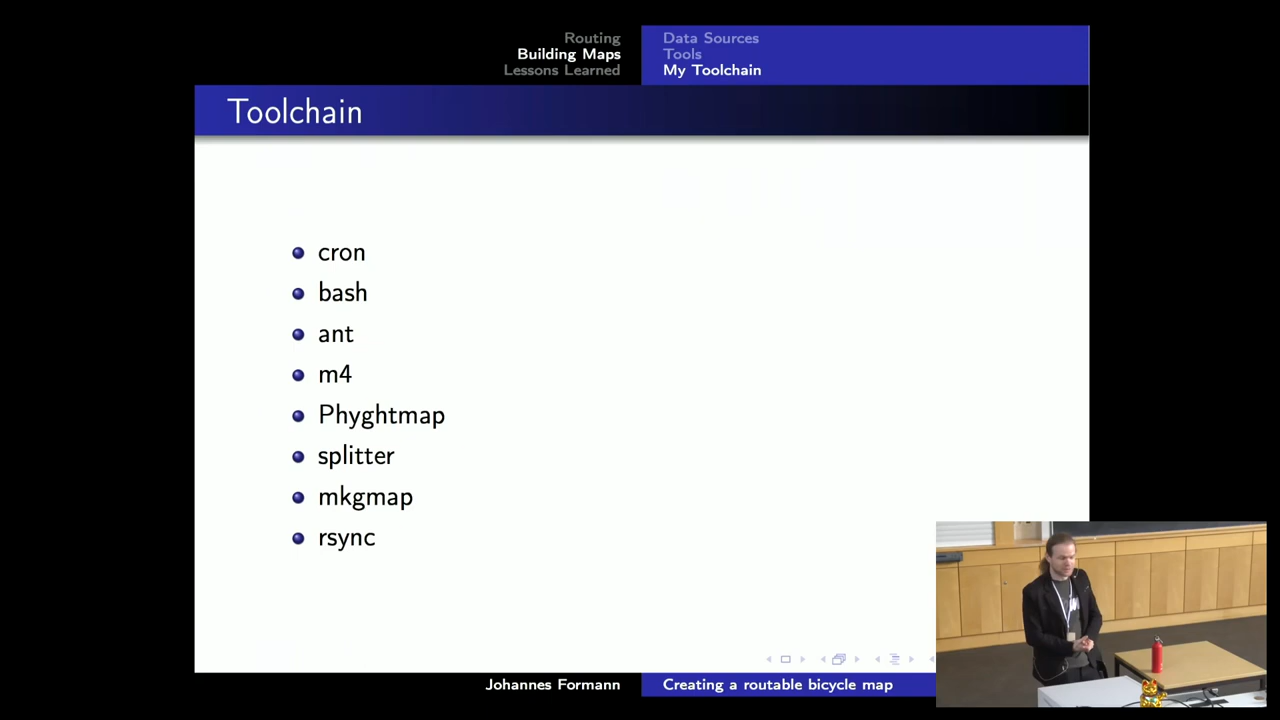 Routing
Building Maps
Lessons Learned
Data Sources
Tools
My Toolchain
Toolchain
cron
bash
ant
m4
Phyghtmap
splitter
mkgmap
rsync
Johannes Formann
Creating a routable bicycle map